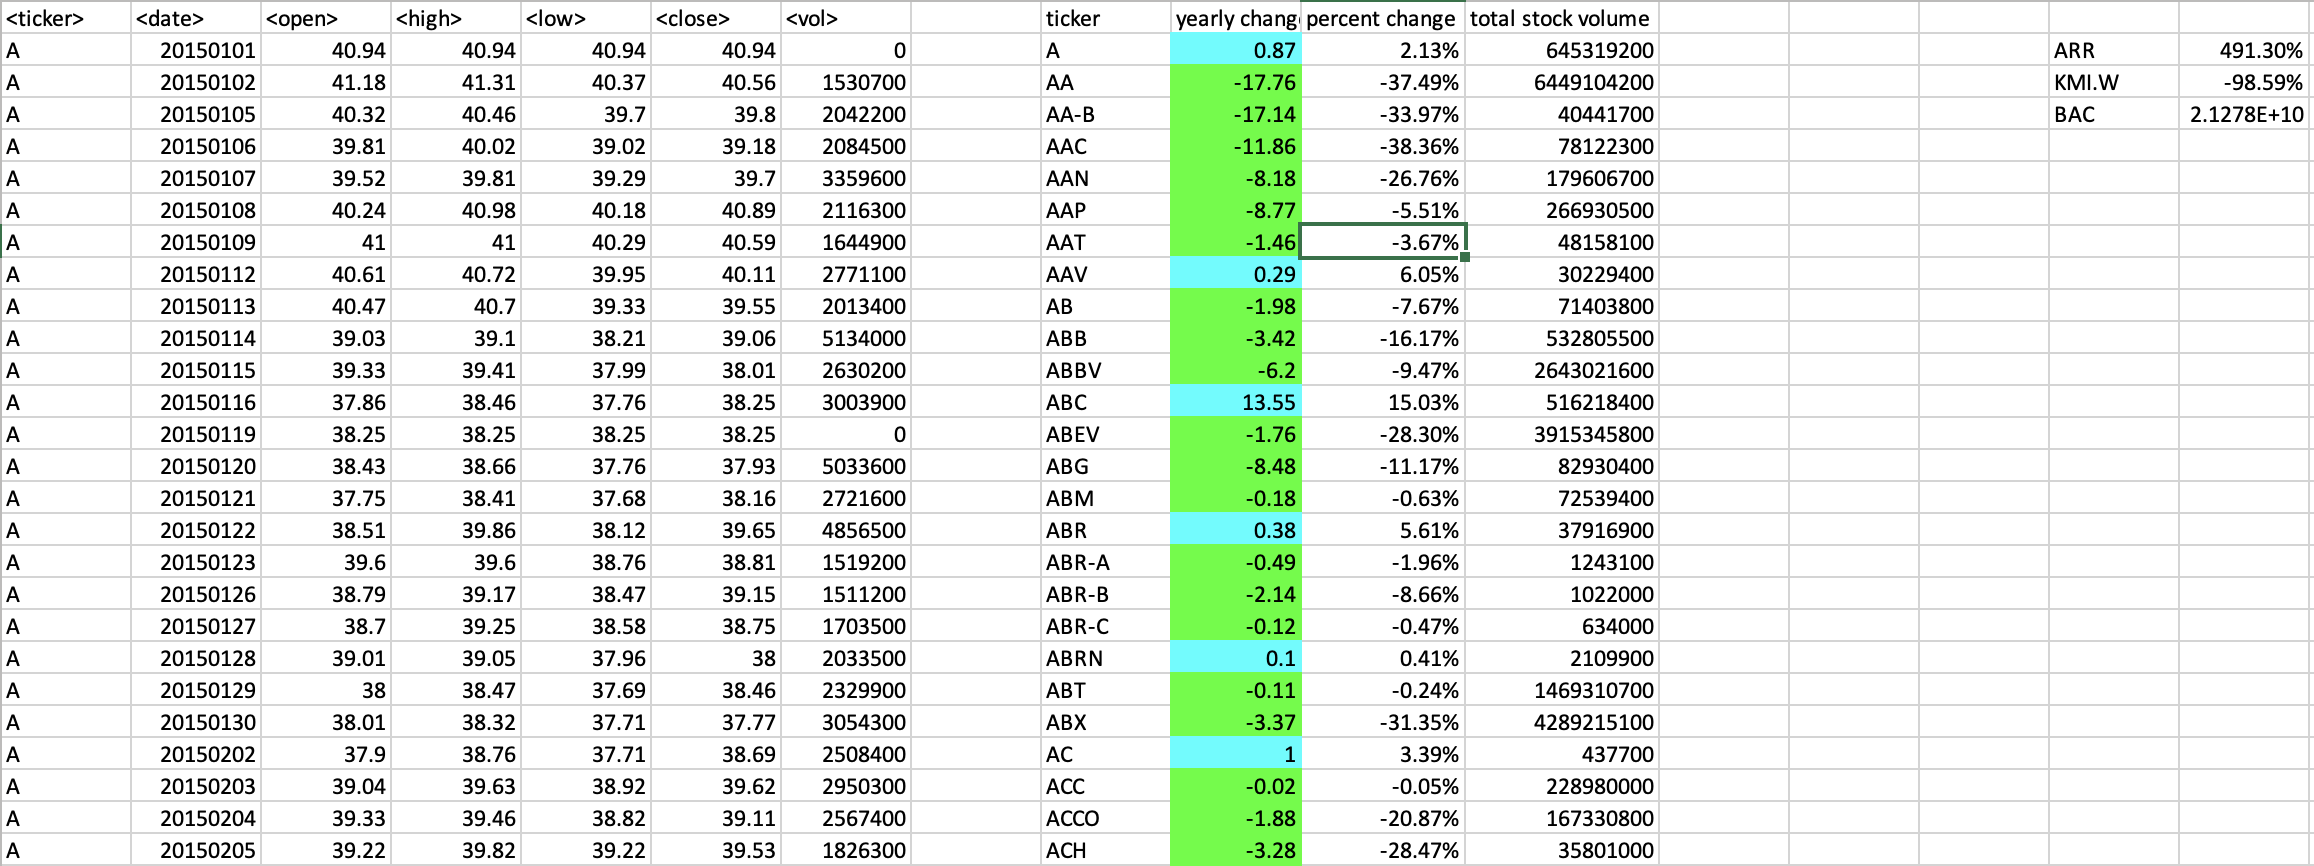 <ticker> <date> <open> <high> <low> <close> <vol> ticker yearly chang percent change total stock volume
A 20150101 40.94 40.94 40.94 40.94 0 A 0.87 2.13% 645319200 ARR 491.30%
A 20150102 41.18 41.31 40.37 40.56 1530700 AA -17.76 -37.49% 6449104200 KMI.W -98.59%
A 20150105 40.32 40.46 39.7 39.8 2042200 AA-B -17.14 -33.97% 40441700 BAC 2.1278E+10
A 20150106 39.81 40.02 39.02 39.18 2084500 AAC -11.86 -38.36% 78122300
A 20150107 39.52 39.81 39.29 39.7 3359600 AAN -8.18 -26.76% 179606700
A 20150108 40.24 40.98 40.18 40.89 2116300 AAP -8.77 -5.51% 266930500
A 20150109 41 41 40.29 40.59 1644900 AAT -1.46 -3.67% 48158100
A 20150112 40.61 40.72 39.95 40.11 2771100 AAV 0.29 6.05% 30229400
A 20150113 40.47 40.7 39.33 39.55 2013400 AB -1.98 -7.67% 71403800
A 20150114 39.03 39.1 38.21 39.06 5134000 ABB -3.42 -16.17% 532805500
A 20150115 39.33 39.41 37.99 38.01 2630200 ABBV -6.2 -9.47% 2643021600
A 20150116 37.86 38.46 37.76 38.25 3003900 ABC 13.55 15.03% 516218400
A 20150119 38.25 38.25 38.25 38.25 0 ABEV -1.76 -28.30% 3915345800
A 20150120 38.43 38.66 37.76 37.93 5033600 ABG -8.48 -11.17% 82930400
A 20150121 37.75 38.41 37.68 38.16 2721600 ABM -0.18 -0.63% 72539400
A 20150122 38.51 39.86 38.12 39.65 4856500 ABR 0.38 5.61% 37916900
A 20150123 39.6 39.6 38.76 38.81 1519200 ABR-A -0.49 -1.96% 1243100
A 20150126 38.79 39.17 38.47 39.15 1511200 ABR-B -2.14 -8.66% 1022000
A 20150127 38.7 39.25 38.58 38.75 1703500 ABR-C -0.12 -0.47% 634000
A 20150128 39.01 39.05 37.96 38 2033500 ABRN 0.1 0.41% 2109900
A 20150129 38 38.47 37.69 38.46 2329900 ABT -0.11 -0.24% 1469310700
A 20150130 38.01 38.32 37.71 37.77 3054300 ABX -3.37 -31.35% 4289215100
A 20150202 37.9 38.76 37.71 38.69 2508400 AC 1 3.39% 437700
A 20150203 39.04 39.63 38.92 39.62 2950300 ACC -0.02 -0.05% 228980000
A 20150204 39.33 39.46 38.82 39.11 2567400 ACCO -1.88 -20.87% 167330800
A 20150205 39.22 39.82 39.22 39.53 1826300 ACH -3.28 -28.47% 35801000